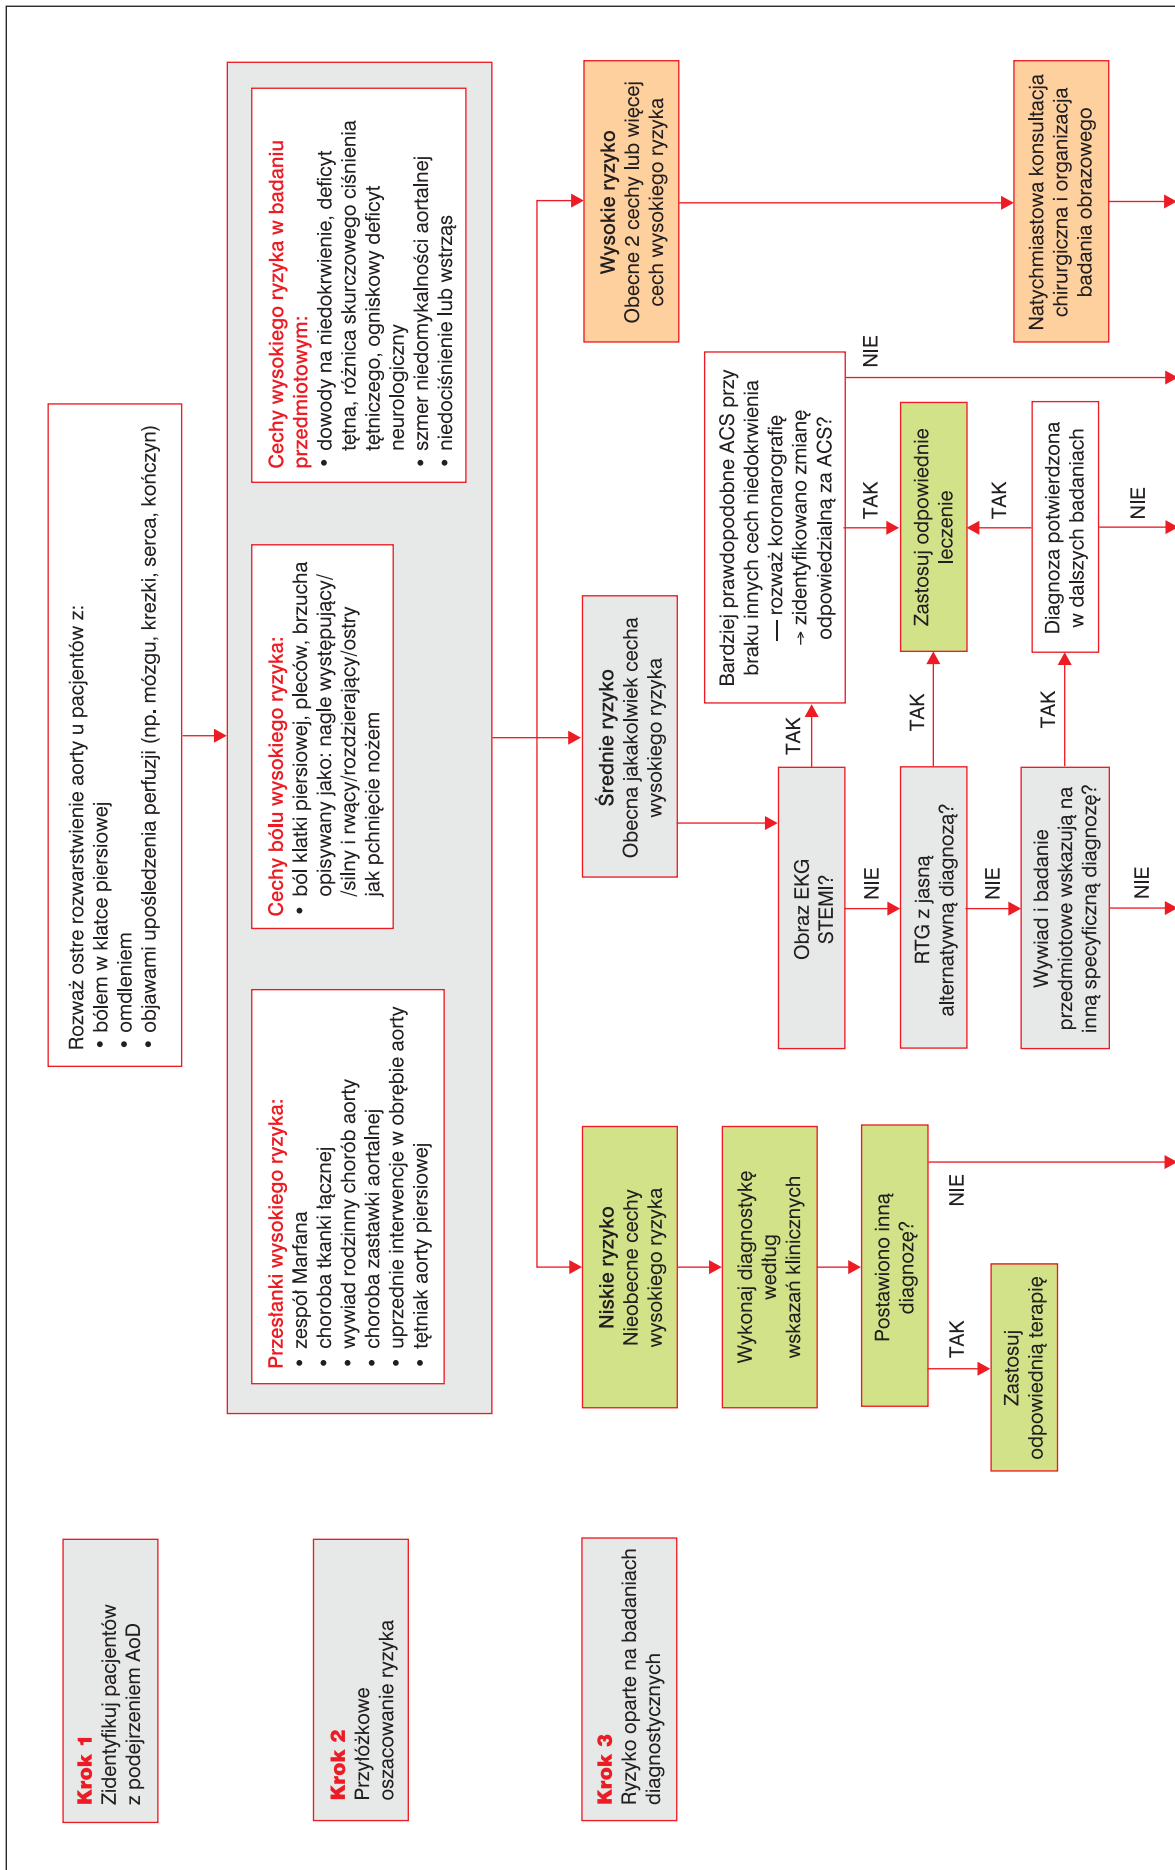 Krok 1
Zidentyfikuj pacjentów
z podejrzeniem AoD
Rozważ ostre rozwarstwienie aorty u pacjentów z:
• bólem w klatce piersiowej
• omdleniem
• objawami upośledzenia perfuzji (np. mózgu, krezki, serca, kończyn)
Krok 2
Przyłóżkowe
oszacowanie ryzyka
Przesłanki wysokiego ryzyka:
• zespół Marfana
• choroba tkanki łącznej
• wywiad rodzinny chorób aorty
• choroba zastawki aortalnej
• uprzednie interwencje w obrębie aorty
• tętniak aorty piersiowej
Cechy bólu wysokiego ryzyka:
• ból klatki piersiowej, pleców, brzucha
opisywany jako: nagle występujący/
/silny i rwący/rozdzierający/ostry
jak pchnięcie nożem
Cechy wysokiego ryzyka w badaniu
przedmiotowym:
• dowody na niedokrwienie, deficyt
tętna, różnica skurczowego ciśnienia
tętniczego, ogniskowy deficyt
neurologiczny
• szmer niedomykalności aortalnej
• niedociśnienie lub wstrząs
Krok 3
Ryzyko oparte na badaniach
diagnostycznych
Niskie ryzyko
Nieobecne cechy
wysokiego ryzyka
Wykonaj diagnostykę
według
wskazań klinicznych
Postawiono inną
diagnozę?
TAK
NIE
Zastosuj
odpowiednią terapię
Średnie ryzyko
Obecna jakakolwiek cecha
wysokiego ryzyka
Obraz EKG
STEMI?
TAK
NIE
Bardziej prawdopodobne ACS przy
braku innych cech niedokrwienia
— rozważ koronarografię
→ zidentyfikowano zmianę
odpowiedzialną za ACS?
TAK
NIE
RTG z jasną
alternatywną diagnozą?
TAK
NIE
Zastosuj odpowiednie
leczenie
Wywiad i badanie
przedmiotowe wskazują na
inną specyficzną diagnozę?
TAK
NIE
Diagnoza potwierdzona
w dalszych badaniach
TAK
NIE
Wysokie ryzyko
Obecne 2 cechy lub więcej
cech wysokiego ryzyka
Natychmiastowa konsultacja
chirurgiczna i organizacja
badania obrazowego